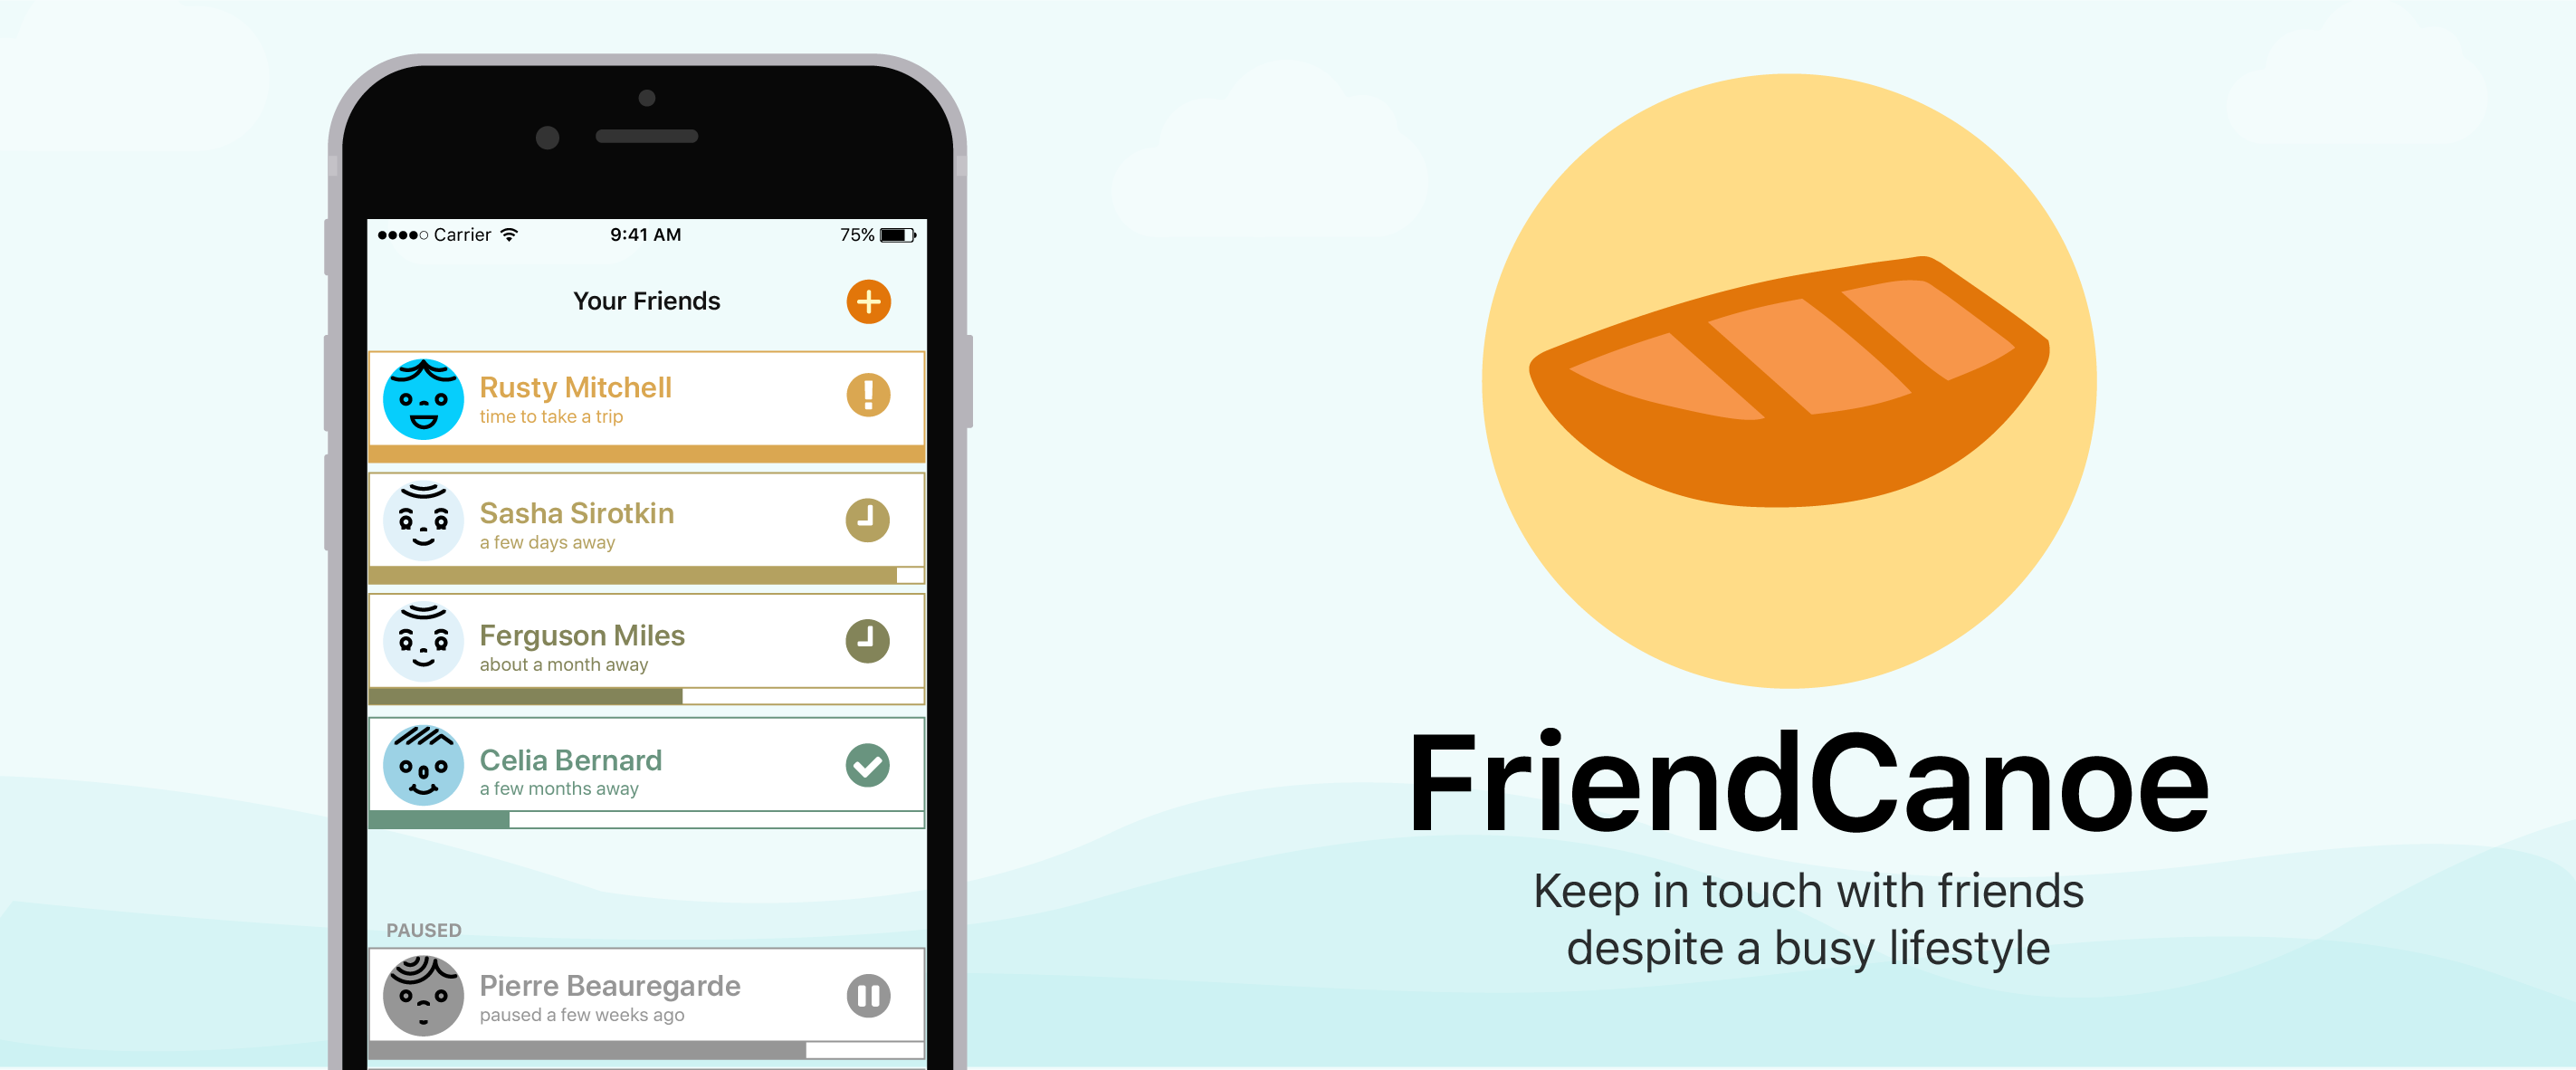 Carrier 9:41 AM 75%
Your Friends
Rusty Mitchell
time to take a trip
Sasha Sirotkin
a few days away
Ferguson Miles
about a month away
Celia Bernard
a few months away
PAUSED
Pierre Beauregarde
paused a few weeks ago
FriendCanoe
Keep in touch with friends
despite a busy lifestyle